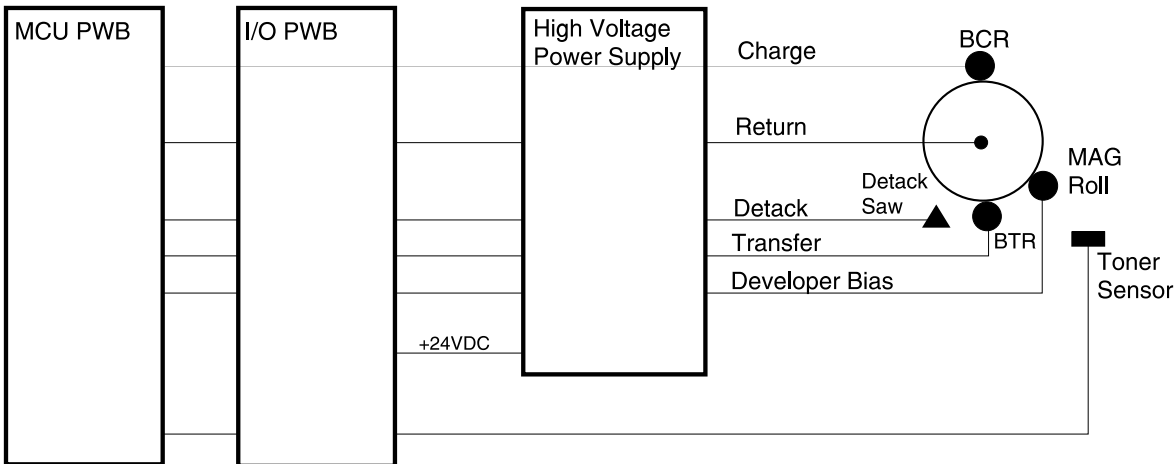 MCU PWB
I/O PWB
High Voltage
Power Supply
Charge
BCR
Return
MAG
Roll
Detack
Saw
Detack
Transfer
BTR
Developer Bias
Toner
Sensor
+24VDC